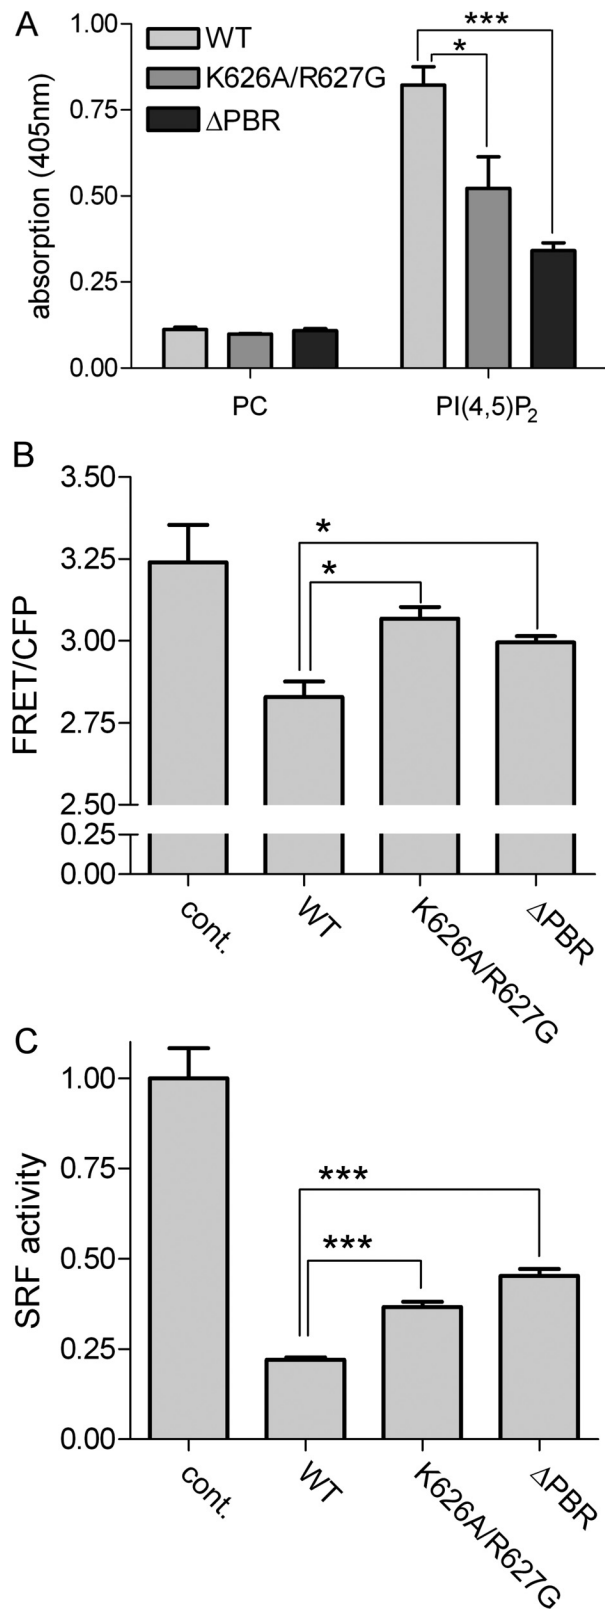 A
1.00
0.75
0.50
0.25
0.00
absorption (405nm)
WT
K626A/R627G
ΔPBR
***
*
PC
PI(4,5)P2
B
3.50
3.25
3.00
2.75
2.50
0.25
0.00
FRET/CFP
*
*
cont.
WT
K626A/R627G
ΔPBR
C
1.00
0.75
0.50
0.25
0.00
SRF activity
***
***
cont.
WT
K626A/R627G
ΔPBR